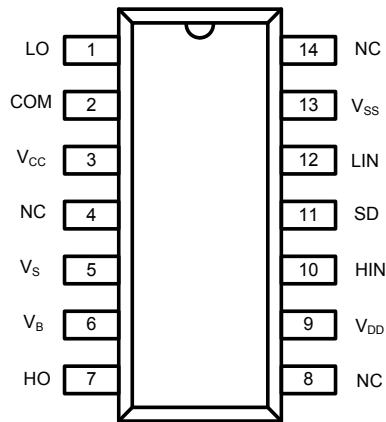 LO 1 14 NC
COM 2 13 VSS
VCC 3 12 LIN
NC 4 11 SD
VS 5 10 HIN
VB 6 9 VDD
HO 7 8 NC